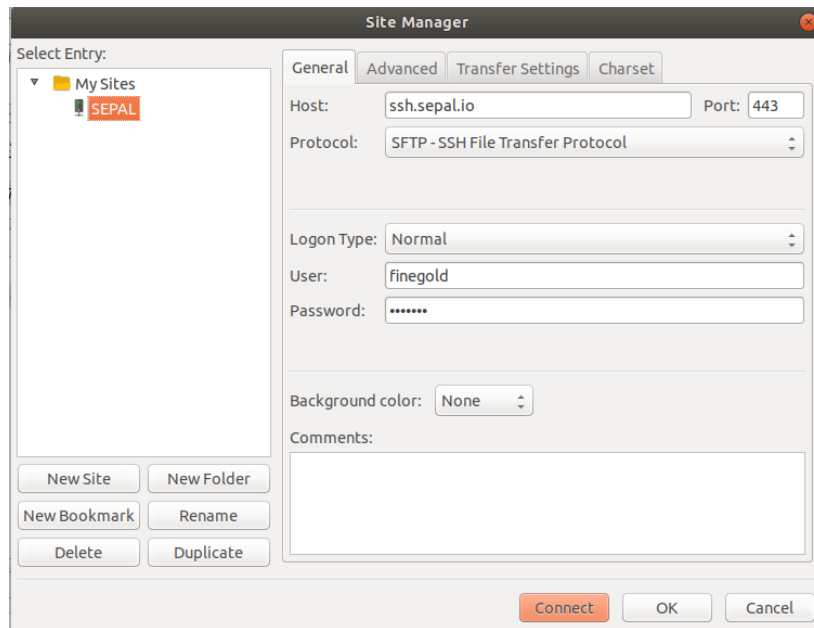 Site Manager
Select Entry:
My Sites
SEPAL
New Site
New Folder
New Bookmark
Rename
Delete
Duplicate
General
Advanced
Transfer Settings
Charset
Host:
ssh.sepal.io
Port:
443
Protocol:
SFTP - SSH File Transfer Protocol
Logon Type:
Normal
User:
finegold
Password:
•••••••
Background color:
None
Comments:
Connect
OK
Cancel